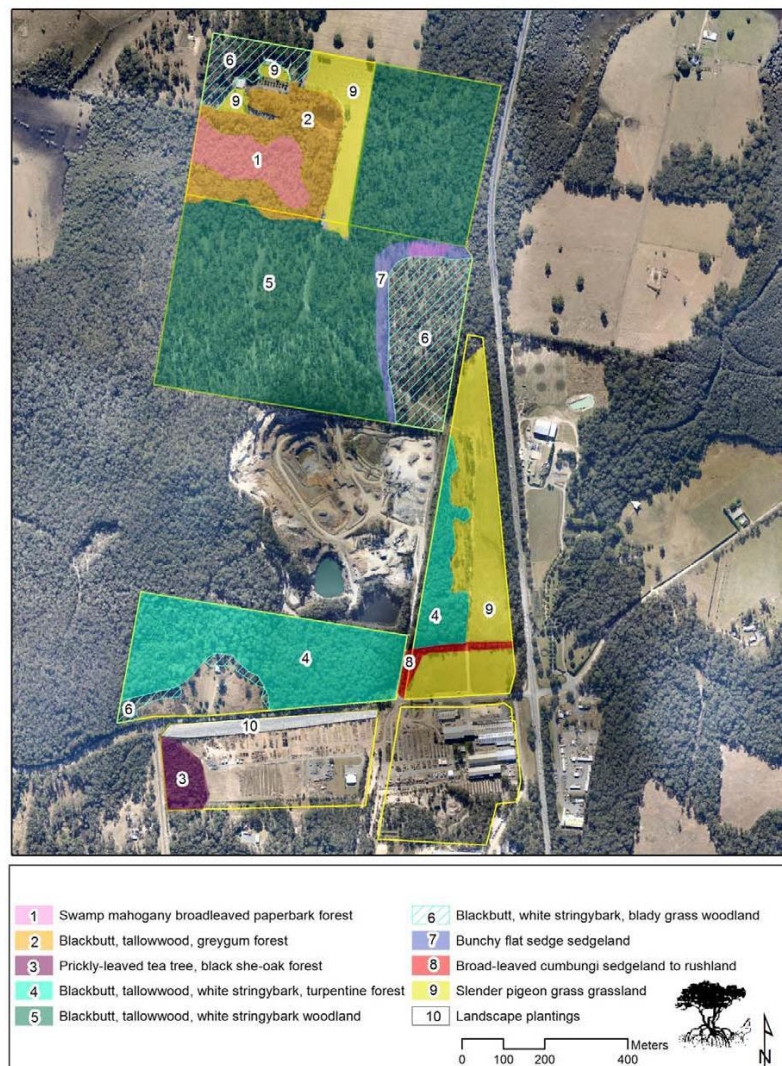 6
9
9
9
2
1
5
7
6
4
9
4
8
6
10
3
1 Swamp mahogany broadleaved paperbark forest
2 Blackbutt, tallowwood, greygum forest
3 Prickly-leaved tea tree, black she-oak forest
4 Blackbutt, tallowwood, white stringybark, turpentine forest
5 Blackbutt, tallowwood, white stringybark woodland
6 Blackbutt, white stringybark, blady grass woodland
7 Bunchy flat sedge sedgeland
8 Broad-leaved cumbungi sedgeland to rushland
9 Slender pigeon grass grassland
10 Landscape plantings
Meters
0 100 200 400
N